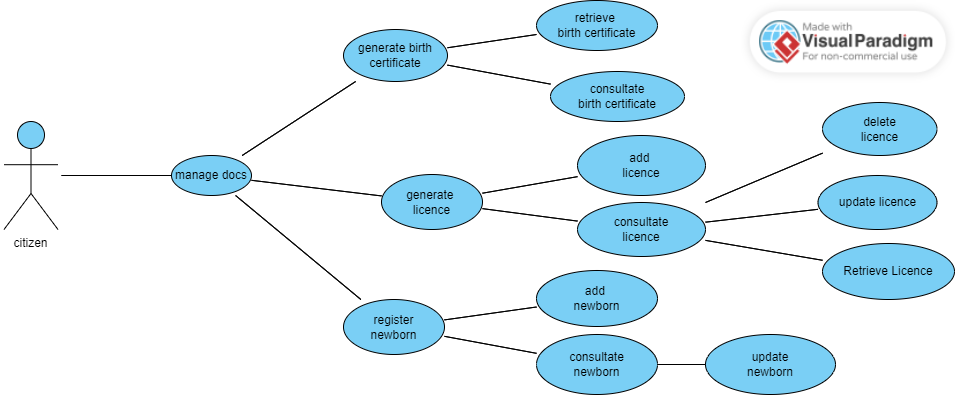 retrieve
birth certificate
Made with
Visual Paradigm
For non-commercial use
generate birth
certificate
consultate
birth certificate
delete
licence
add
licence
manage docs
generate
licence
update licence
consultate
licence
citizen
Retrieve Licence
add
newborn
register
newborn
consultate
newborn
update
newborn